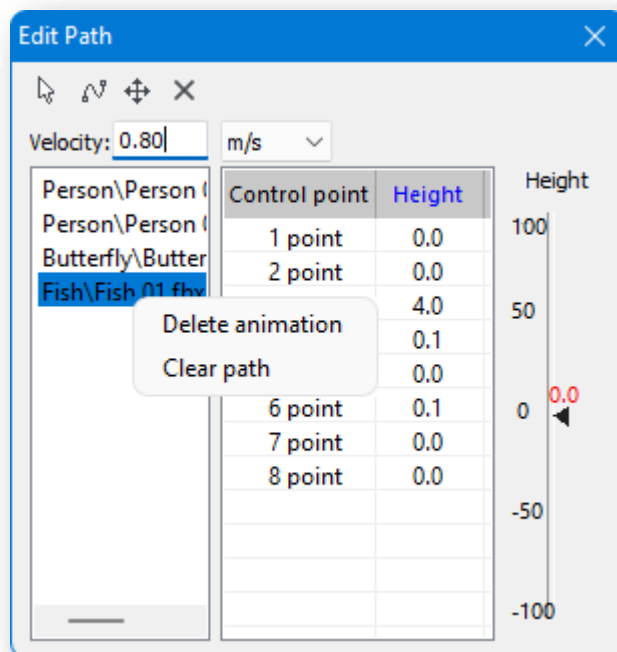 Edit Path
Velocity: 0.80 m/s
Person\Person
Person\Person
Butterfly\Butter
Fish\Fish 01.fbx
Delete animation
Clear path
Control point Height
1 point 0.0
2 point 0.0
4.0
0.1
0.0
6 point 0.1
7 point 0.0
8 point 0.0
Height
100
50
0 0.0
-50
-100